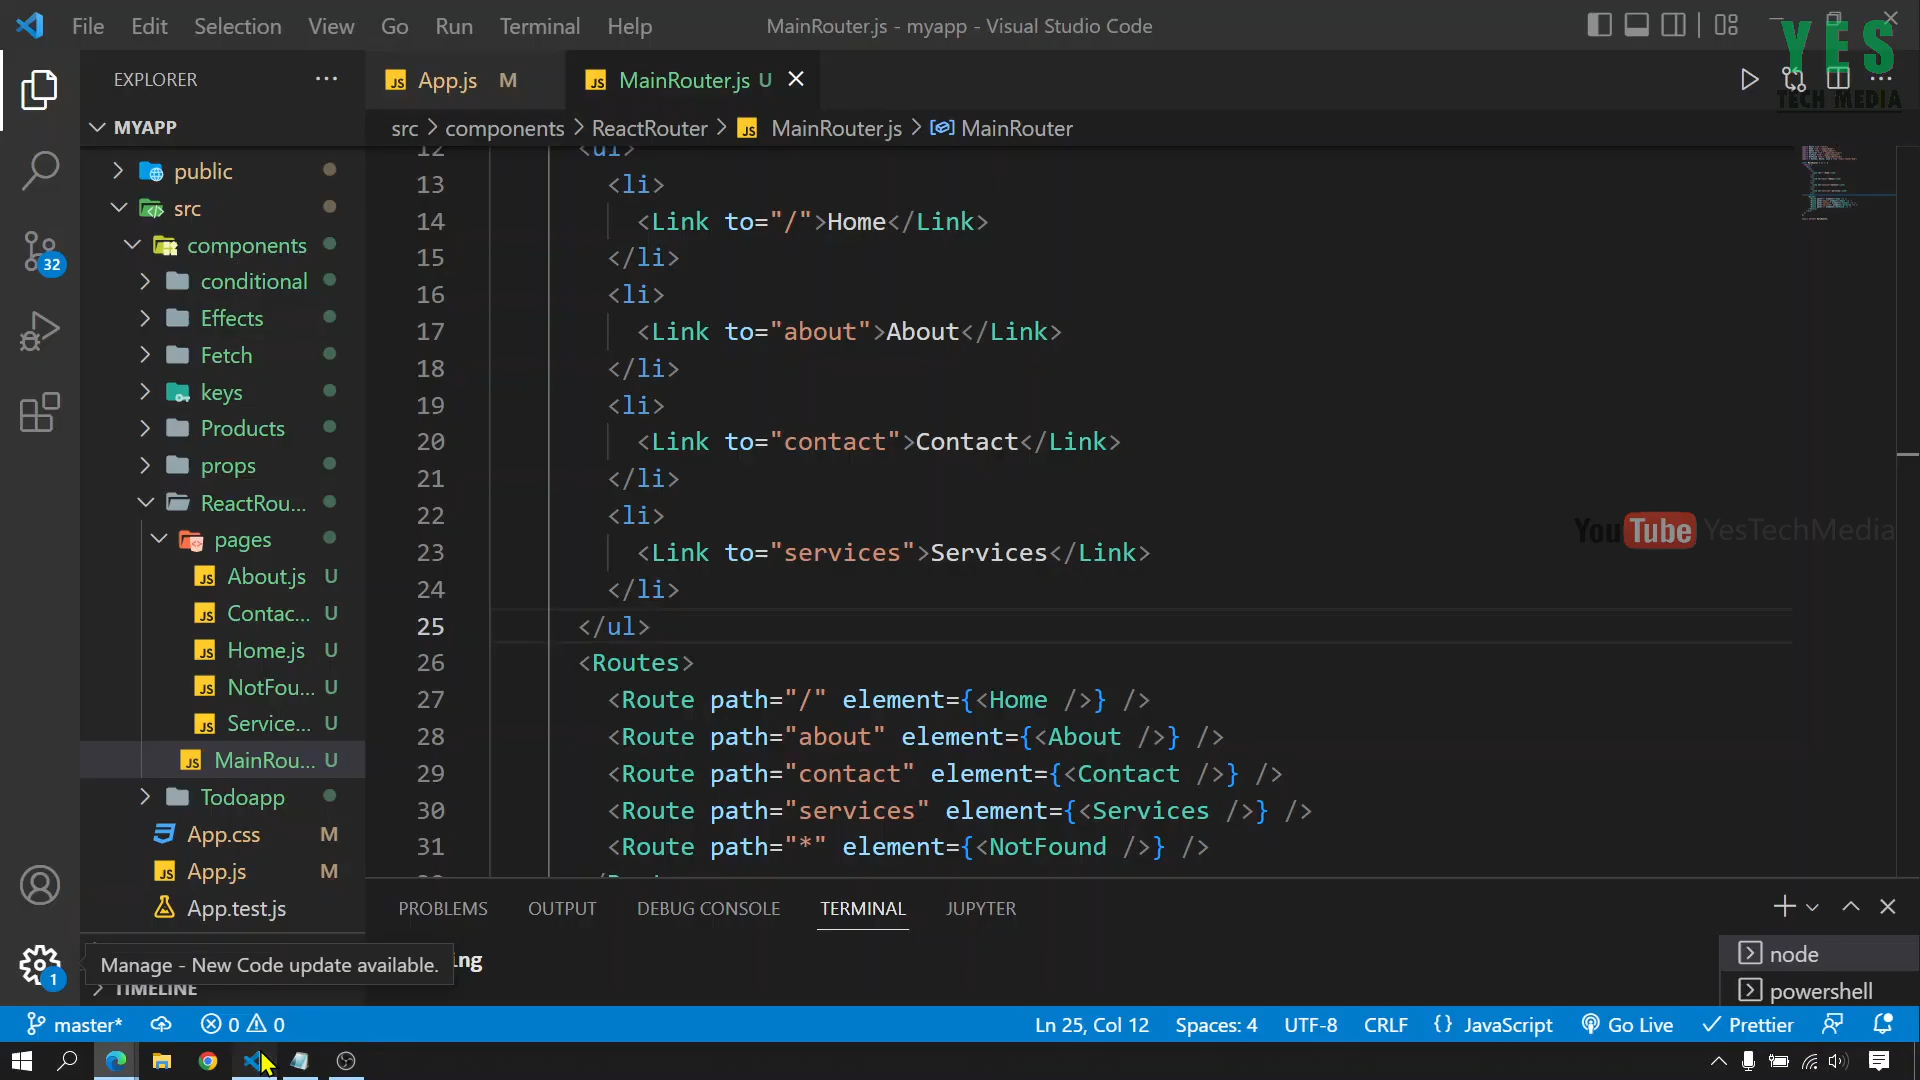 File Edit Selection View Go Run Terminal Help
MainRouter.js - myapp - Visual Studio Code
YES
TECH MEDIA
EXPLORER
App.js M
MainRouter.js U
MYAPP
src > components > ReactRouter > MainRouter.js > MainRouter
public
src
components
conditional
Effects
Fetch
keys
Products
props
ReactRou...
pages
About.js U
Contac... U
Home.js U
NotFou... U
Service... U
MainRou... U
Todoapp
App.css M
App.js M
App.test.js
TIMELINE
32
1
Manage - New Code update available.
12 <ul>
13 <li>
14 <Link to="/">Home</Link>
15 </li>
16 <li>
17 <Link to="about">About</Link>
18 </li>
19 <li>
20 <Link to="contact">Contact</Link>
21 </li>
22 <li>
23 <Link to="services">Services</Link>
24 </li>
25 </ul>
26 <Routes>
27 <Route path="/" element={<Home />} />
28 <Route path="about" element={<About />} />
29 <Route path="contact" element={<Contact />} />
30 <Route path="services" element={<Services />} />
31 <Route path="*" element={<NotFound />} />
YouTube YesTechMedia
PROBLEMS OUTPUT DEBUG CONSOLE TERMINAL JUPYTER
ing
node
powershell
master* 0 0
Ln 25, Col 12 Spaces: 4 UTF-8 CRLF {} JavaScript Go Live Prettier